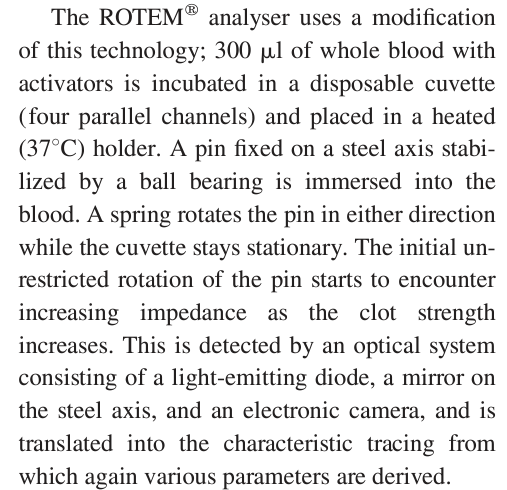 The ROTEM® analyser uses a modification
of this technology; 300 μl of whole blood with
activators is incubated in a disposable cuvette
(four parallel channels) and placed in a heated
(37°C) holder. A pin fixed on a steel axis stabi-
lized by a ball bearing is immersed into the
blood. A spring rotates the pin in either direction
while the cuvette stays stationary. The initial un-
restricted rotation of the pin starts to encounter
increasing impedance as the clot strength
increases. This is detected by an optical system
consisting of a light-emitting diode, a mirror on
the steel axis, and an electronic camera, and is
translated into the characteristic tracing from
which again various parameters are derived.